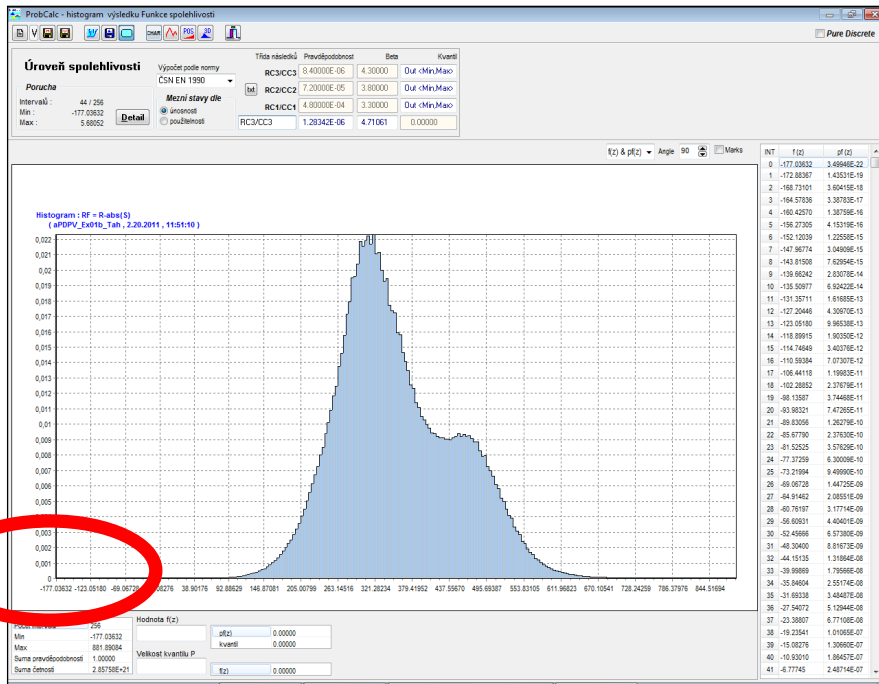 ProbCalc - histogram výsledku Funkce spolehlivosti
CHAR POS 3D
Pure Discrete
Úroveň spolehlivosti
Porucha
Intervalů : 44 / 256
Min : -177.03632
Max : 5.68052
Detail
Výpočet podle normy
ČSN EN 1990
Mezní stavy dle
únosnosti
použitelnosti
Třída následků Pravděpodobnost Beta Kvantil
RC3/CC3 8.40000E-06 4.30000 Out <Min,Max>
txt RC2/CC2 7.20000E-05 3.80000 Out <Min,Max>
RC1/CC1 4.80000E-04 3.30000 Out <Min,Max>
RC3/CC3 1.28342E-06 4.71061 0.00000
f(z) & pf(z) Angle 90 Marks
Histogram : RF = R-abs(S)
( aPDPV_Ex01b_Tah , 2.20.2011 , 11:51:10 )
0,022
0,02
0,019
0,018
0,017
0,016
0,015
0,014
0,013
0,012
0,011
0,01
0,009
0,008
0,007
0,006
0,005
0,004
0,003
0,002
0,001
0
-177.03632 -123.05180 -69.0672 38.90176 92.88629 146.87081 205.00799 263.14516 321.28234 379.41952 437.55670 495.69387 553.83105 611.96823 670.10541 728.24259 786.37976 844.51694
INT f (z) pf (z)
0 -177.03632 3.49946E-22
1 -172.88367 1.43531E-19
2 -168.73101 3.60415E-18
3 -164.57836 3.38783E-17
4 -160.42570 1.38759E-16
5 -156.27305 4.15319E-16
6 -152.12039 1.22558E-15
7 -147.96774 3.04909E-15
8 -143.81508 7.62954E-15
9 -139.66242 2.83078E-14
10 -135.50977 6.92422E-14
11 -131.35711 1.61685E-13
12 -127.20446 4.30970E-13
13 -123.05180 9.96538E-13
14 -118.89915 1.90350E-12
15 -114.74649 3.40376E-12
16 -110.59384 7.07307E-12
17 -106.44118 1.19983E-11
18 -102.28852 2.37679E-11
19 -98.13587 3.74468E-11
20 -93.98321 7.47265E-11
21 -89.83056 1.26279E-10
22 -85.67790 2.37630E-10
23 -81.52525 3.57629E-10
24 -77.37259 6.30009E-10
25 -73.21994 9.49990E-10
26 -69.06728 1.44725E-09
27 -64.91462 2.08551E-09
28 -60.76197 3.17714E-09
29 -56.60931 4.40401E-09
30 -52.45666 6.57380E-09
31 -48.30400 8.81673E-09
32 -44.15135 1.31864E-08
33 -39.99869 1.79566E-08
34 -35.84604 2.55174E-08
35 -31.69338 3.48487E-08
36 -27.54072 5.12944E-08
37 -23.38807 6.77108E-08
38 -19.23541 1.01065E-07
39 -15.08276 1.30660E-07
40 -10.93010 1.86457E-07
41 -6.77745 2.48714E-07
256
Min -177.03632
Max 881.89084
Suma pravděpodobnosti 1.00000
Suma četnosti 2.85758E+21
Hodnota f(z)
pf(z) 0.00000
kvantil 0.00000
Velikost kvantilu P
f(z) 0.00000